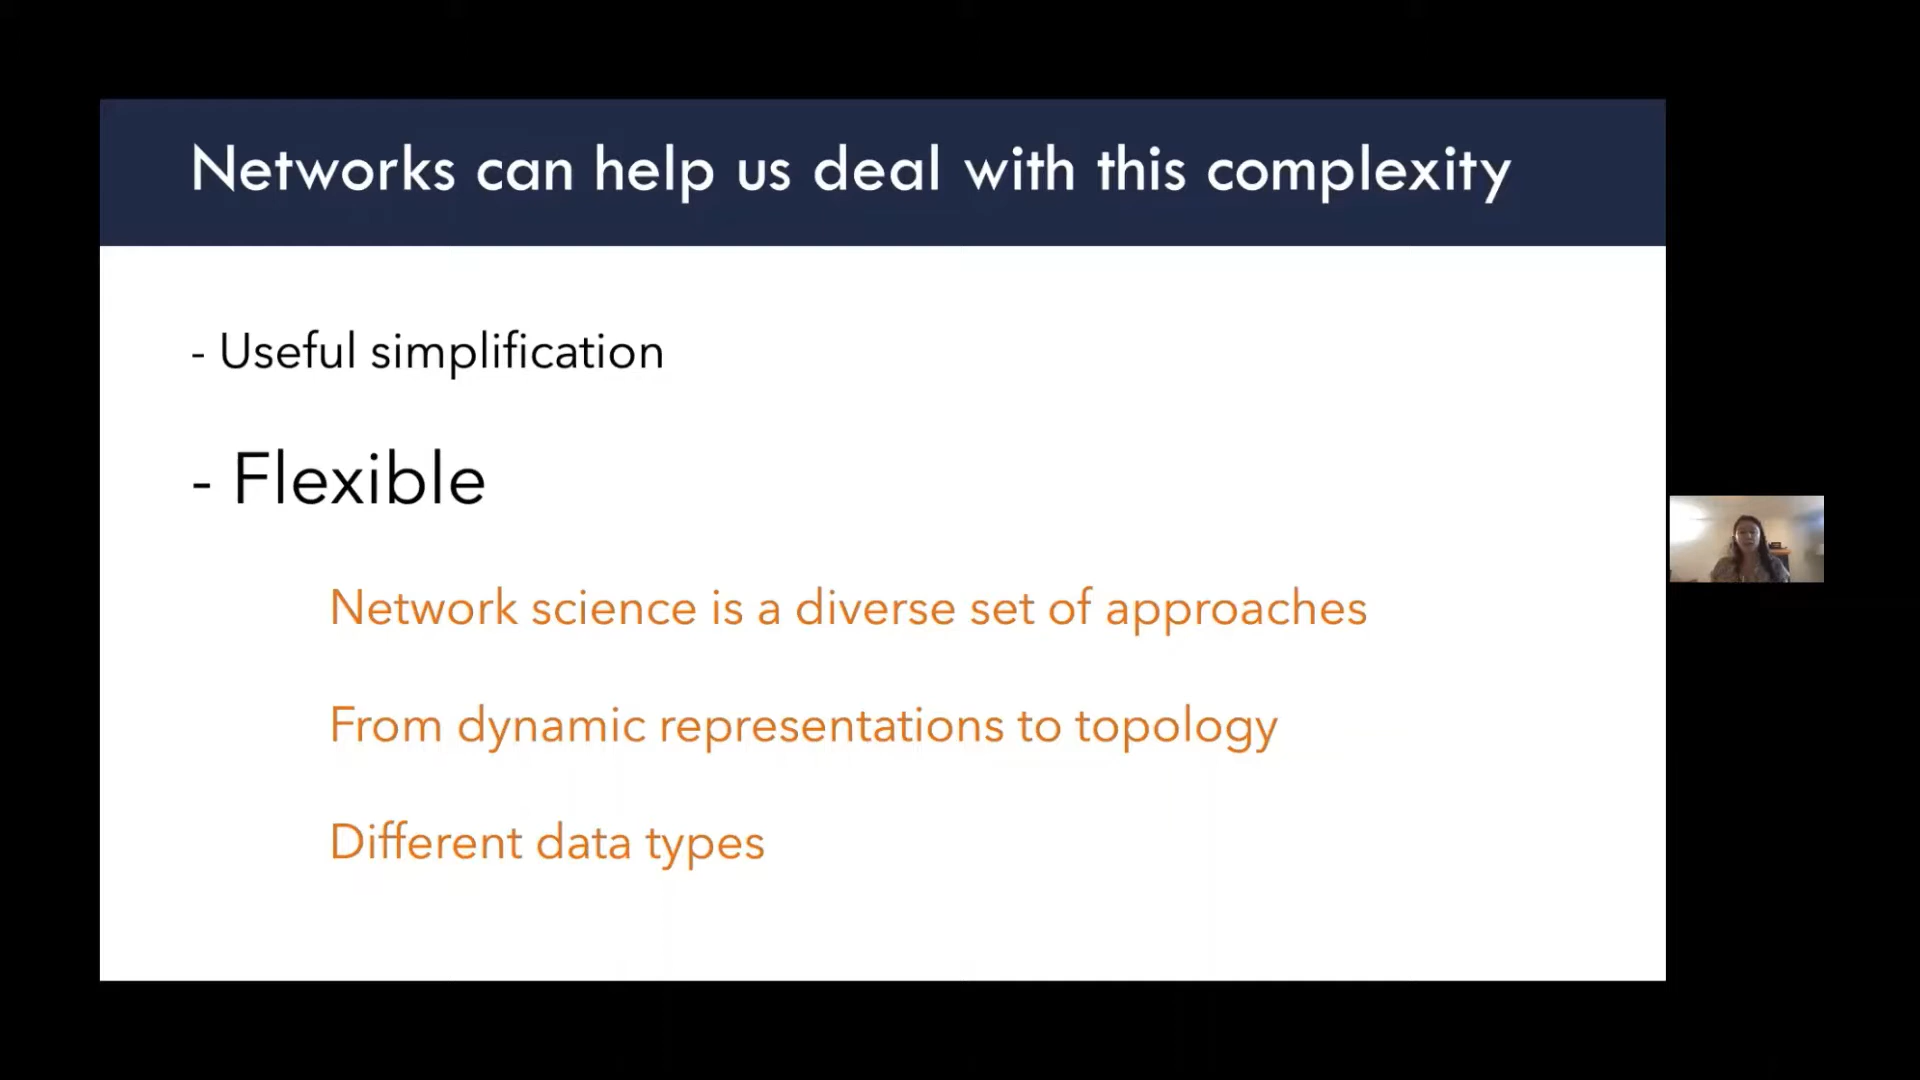 Networks can help us deal with this complexity
- Useful simplification
- Flexible
Network science is a diverse set of approaches
From dynamic representations to topology
Different data types